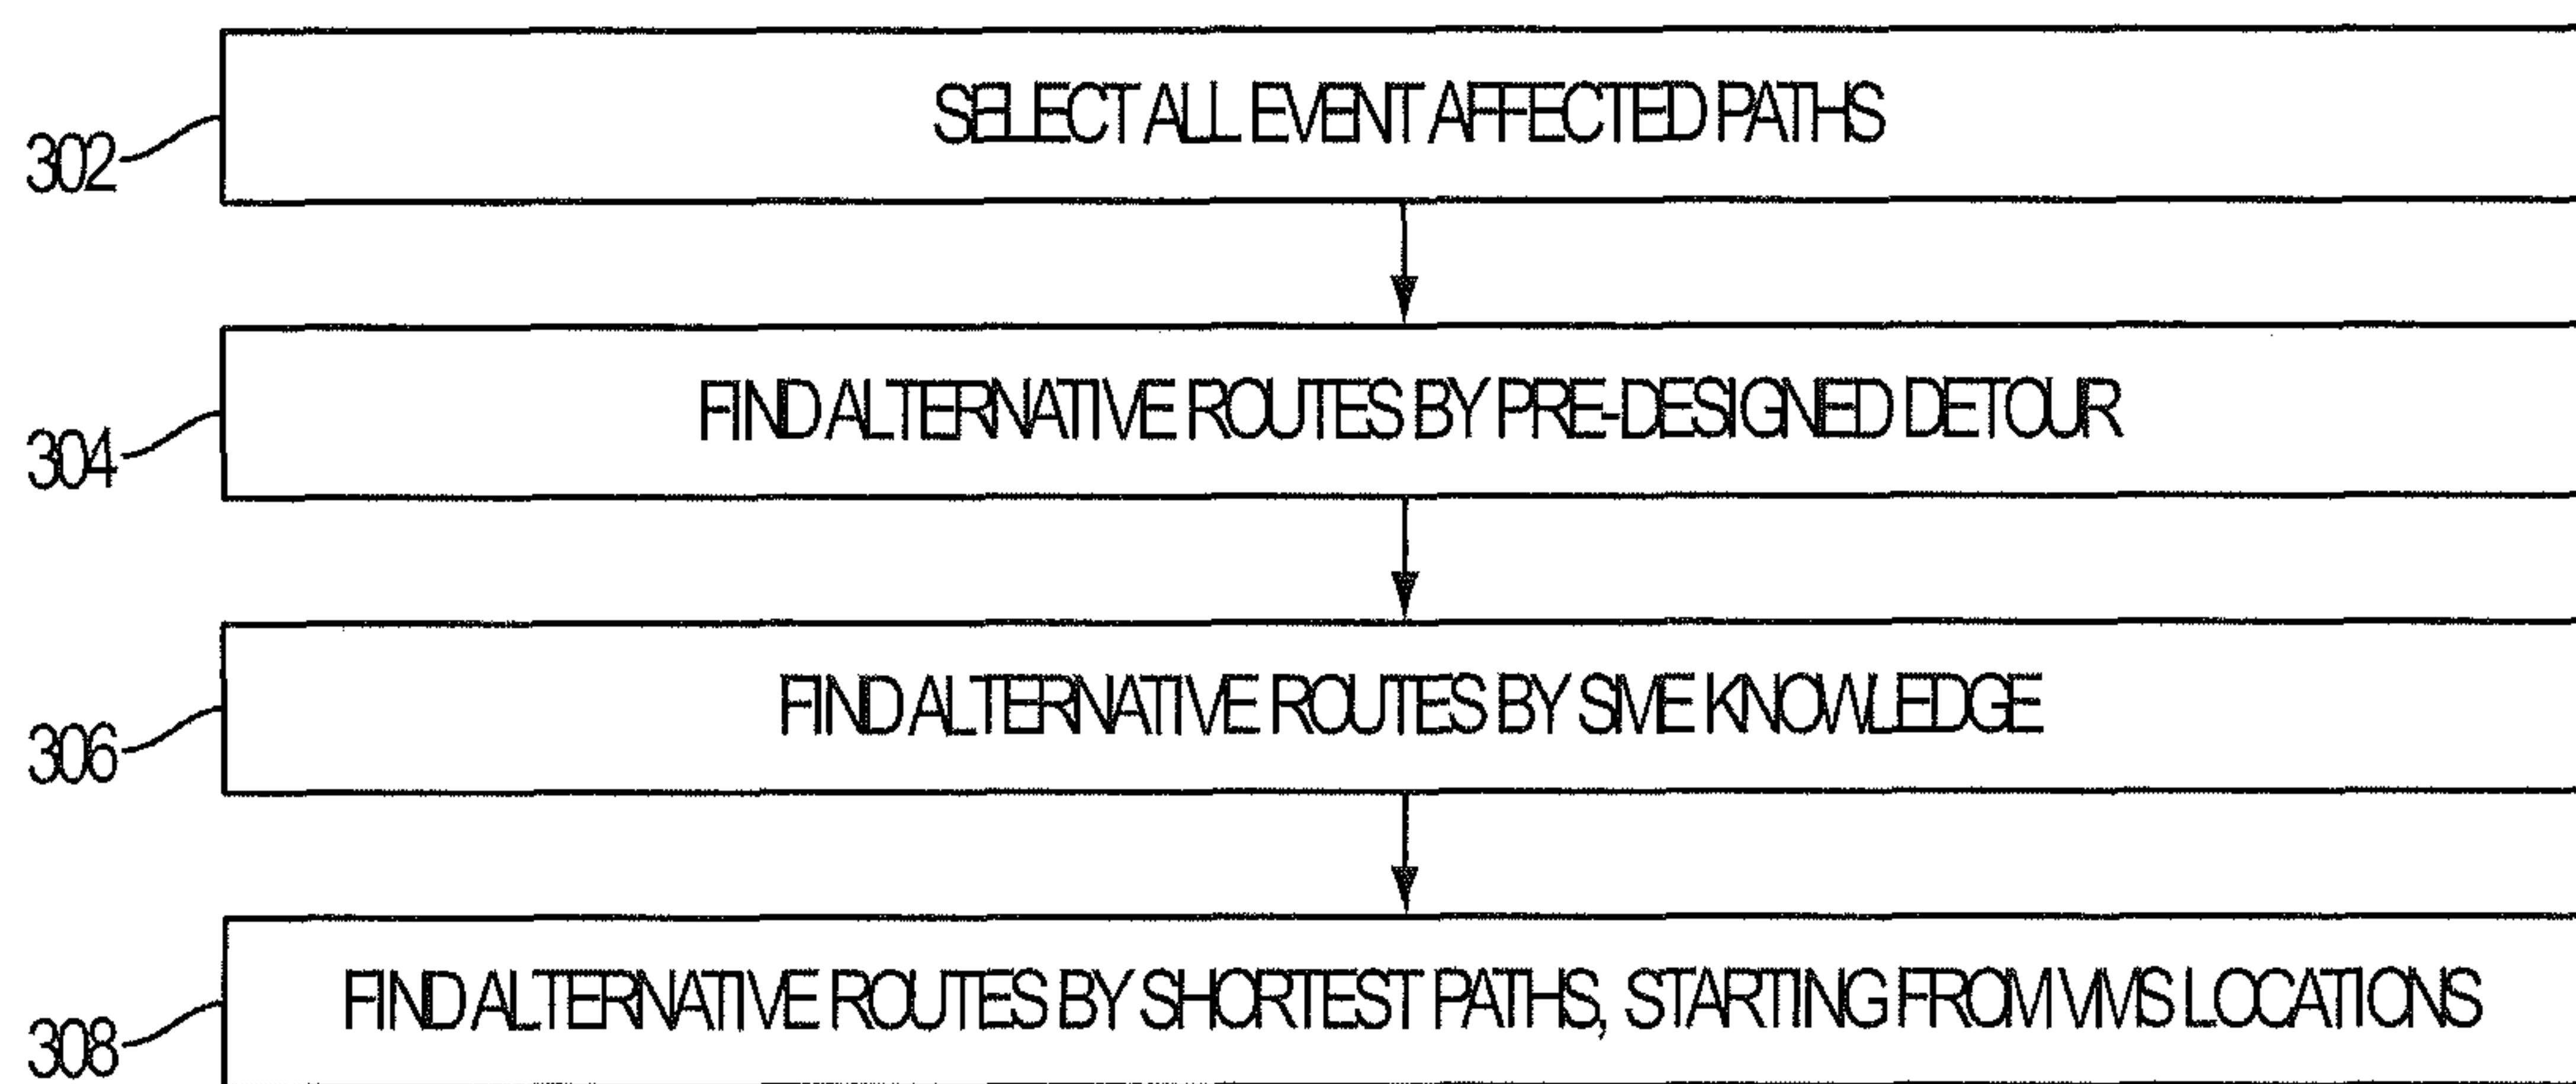 SELECT ALL EVENT AFFECTED PATHS
302
FIND ALTERNATIVE ROUTES BY PRE-DESIGNED DETOUR
304
FIND ALTERNATIVE ROUTES BY SME KNOWLEDGE
306
FIND ALTERNATIVE ROUTES BY SHORTEST PATHS, STARTING FROM VMS LOCATIONS
308